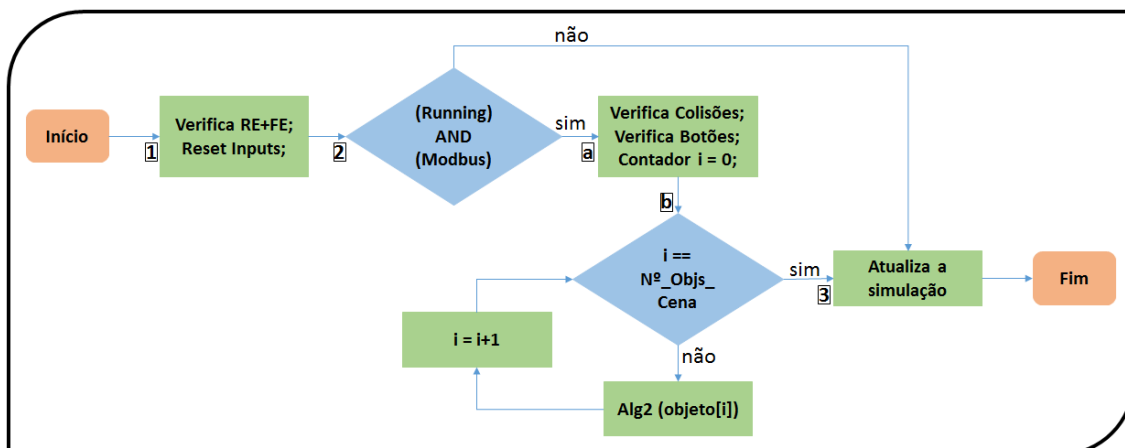 não
Início
1
Verifica RE+FE;
Reset Inputs;
2
(Running)
AND
(Modbus)
sim
a
Verifica Colisões;
Verifica Botões;
Contador i = 0;
b
i ==
Nº_Objs_
Cena
sim
3
Atualiza a
simulação
Fim
i = i+1
não
Alg2 (objeto[i])